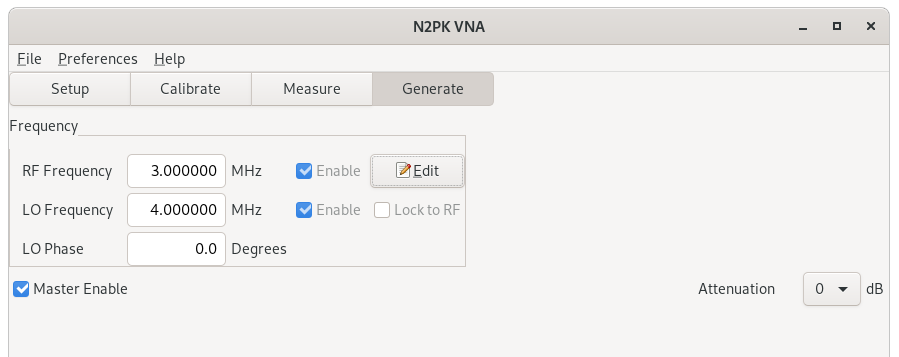 N2PK VNA
File Preferences Help
Setup Calibrate Measure Generate
Frequency
RF Frequency 3.000000 MHz Enable Edit
LO Frequency 4.000000 MHz Enable Lock to RF
LO Phase 0.0 Degrees
Master Enable Attenuation 0 dB